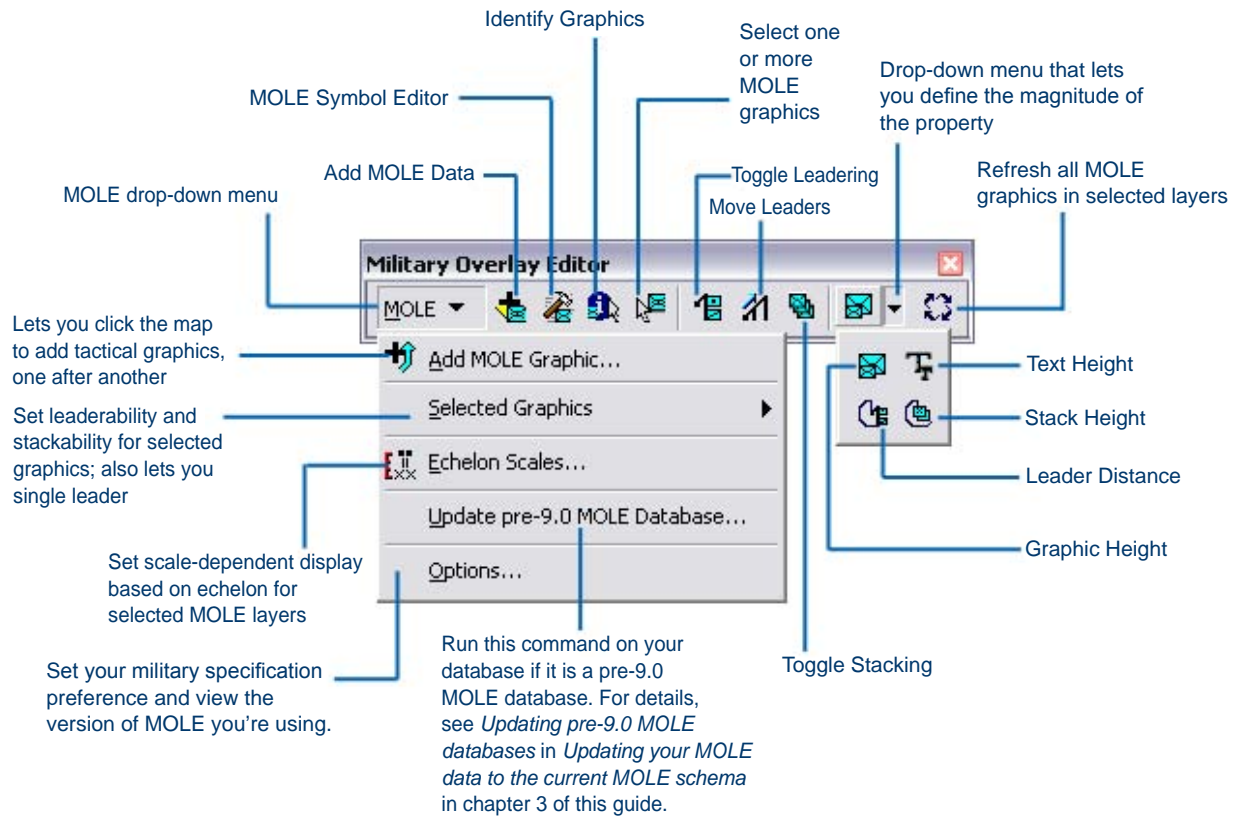 Identify Graphics
Select one
or more
MOLE
graphics
Drop-down menu that lets
you define the magnitude of
the property
MOLE Symbol Editor
Add MOLE Data
Toggle Leadering
Refresh all MOLE
graphics in selected layers
MOLE drop-down menu
Move Leaders
Military Overlay Editor
MOLE
Lets you click the map
to add tactical graphics,
one after another
Add MOLE Graphic...
Text Height
Set leaderability and
stackability for selected
graphics; also lets you
single leader
Selected Graphics
Stack Height
Echelon Scales...
Leader Distance
Update pre-9.0 MOLE Database...
Graphic Height
Set scale-dependent display
based on echelon for
selected MOLE layers
Options...
Set your military specification
preference and view the
version of MOLE you're using.
Run this command on your
database if it is a pre-9.0
MOLE database. For details,
see Updating pre-9.0 MOLE
databases in Updating your MOLE
data to the current MOLE schema
in chapter 3 of this guide.
Toggle Stacking